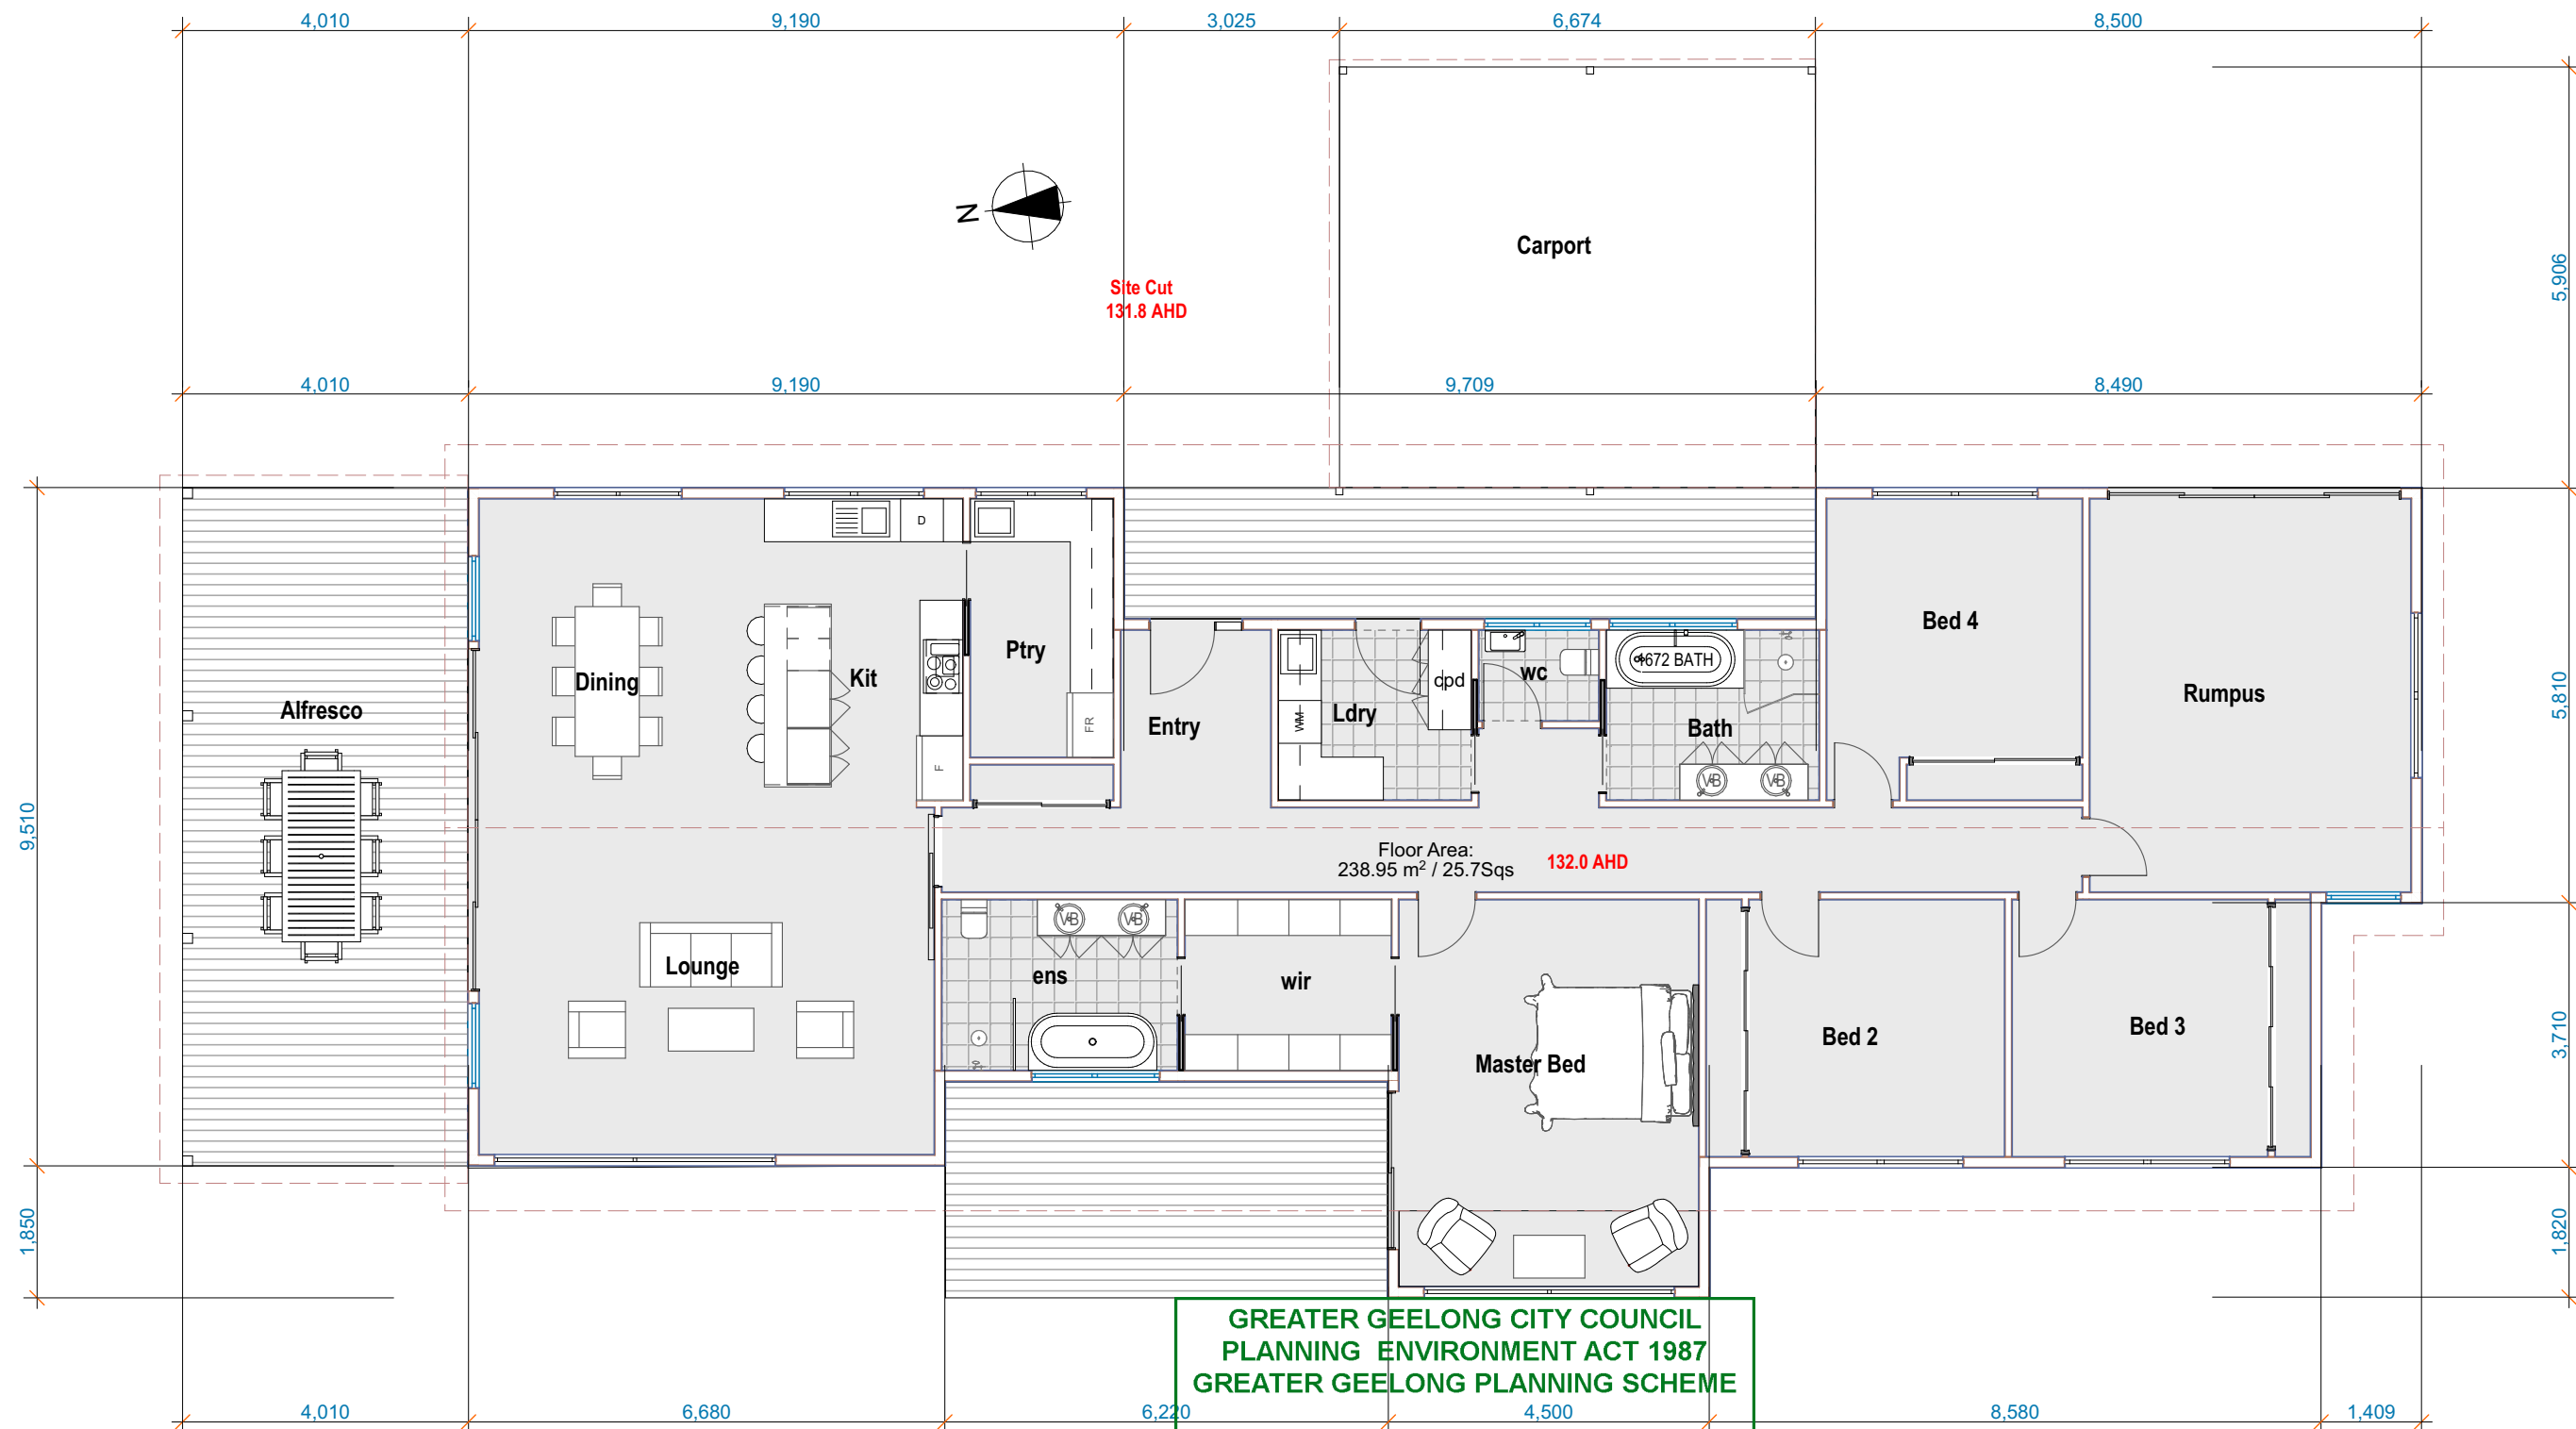 4,010
9,190
3,025
6,674
8,500
5,906
Carport
N
Site Cut
131.8 AHD
4,010
9,190
9,709
8,490
D
Bed 4
Ptry
Kit
Dining
Alfresco
Entry
FR
F
WM
Ldry
cpd
wc
1672 BATH
Bath
VB
VB
Rumpus
5,810
9,510
Floor Area:
238.95 m² / 25.7Sqs
132.0 AHD
VB
VB
Lounge
ens
wir
Master Bed
Bed 2
Bed 3
3,710
1,850
1,820
GREATER GEELONG CITY COUNCIL
PLANNING ENVIRONMENT ACT 1987
GREATER GEELONG PLANNING SCHEME
4,010
6,680
6,220
4,500
8,580
1,409